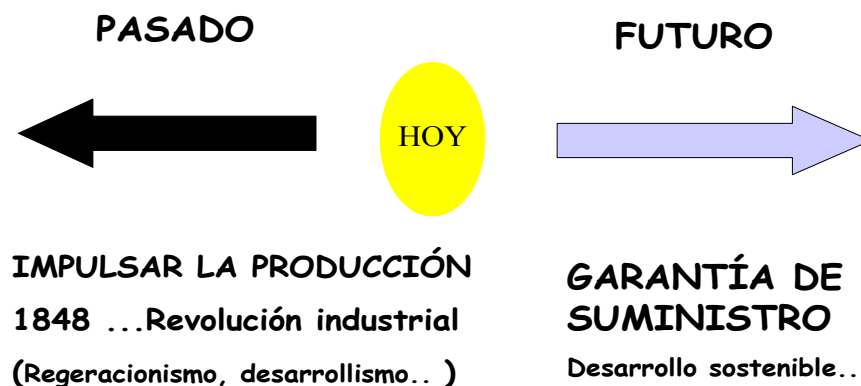 PASADO
FUTURO
HOY
IMPULSAR LA PRODUCCIÓN
1848 ...Revolución industrial
(Regeracionismo, desarrollismo.. )
GARANTÍA DE
SUMINISTRO
Desarrollo sostenible..